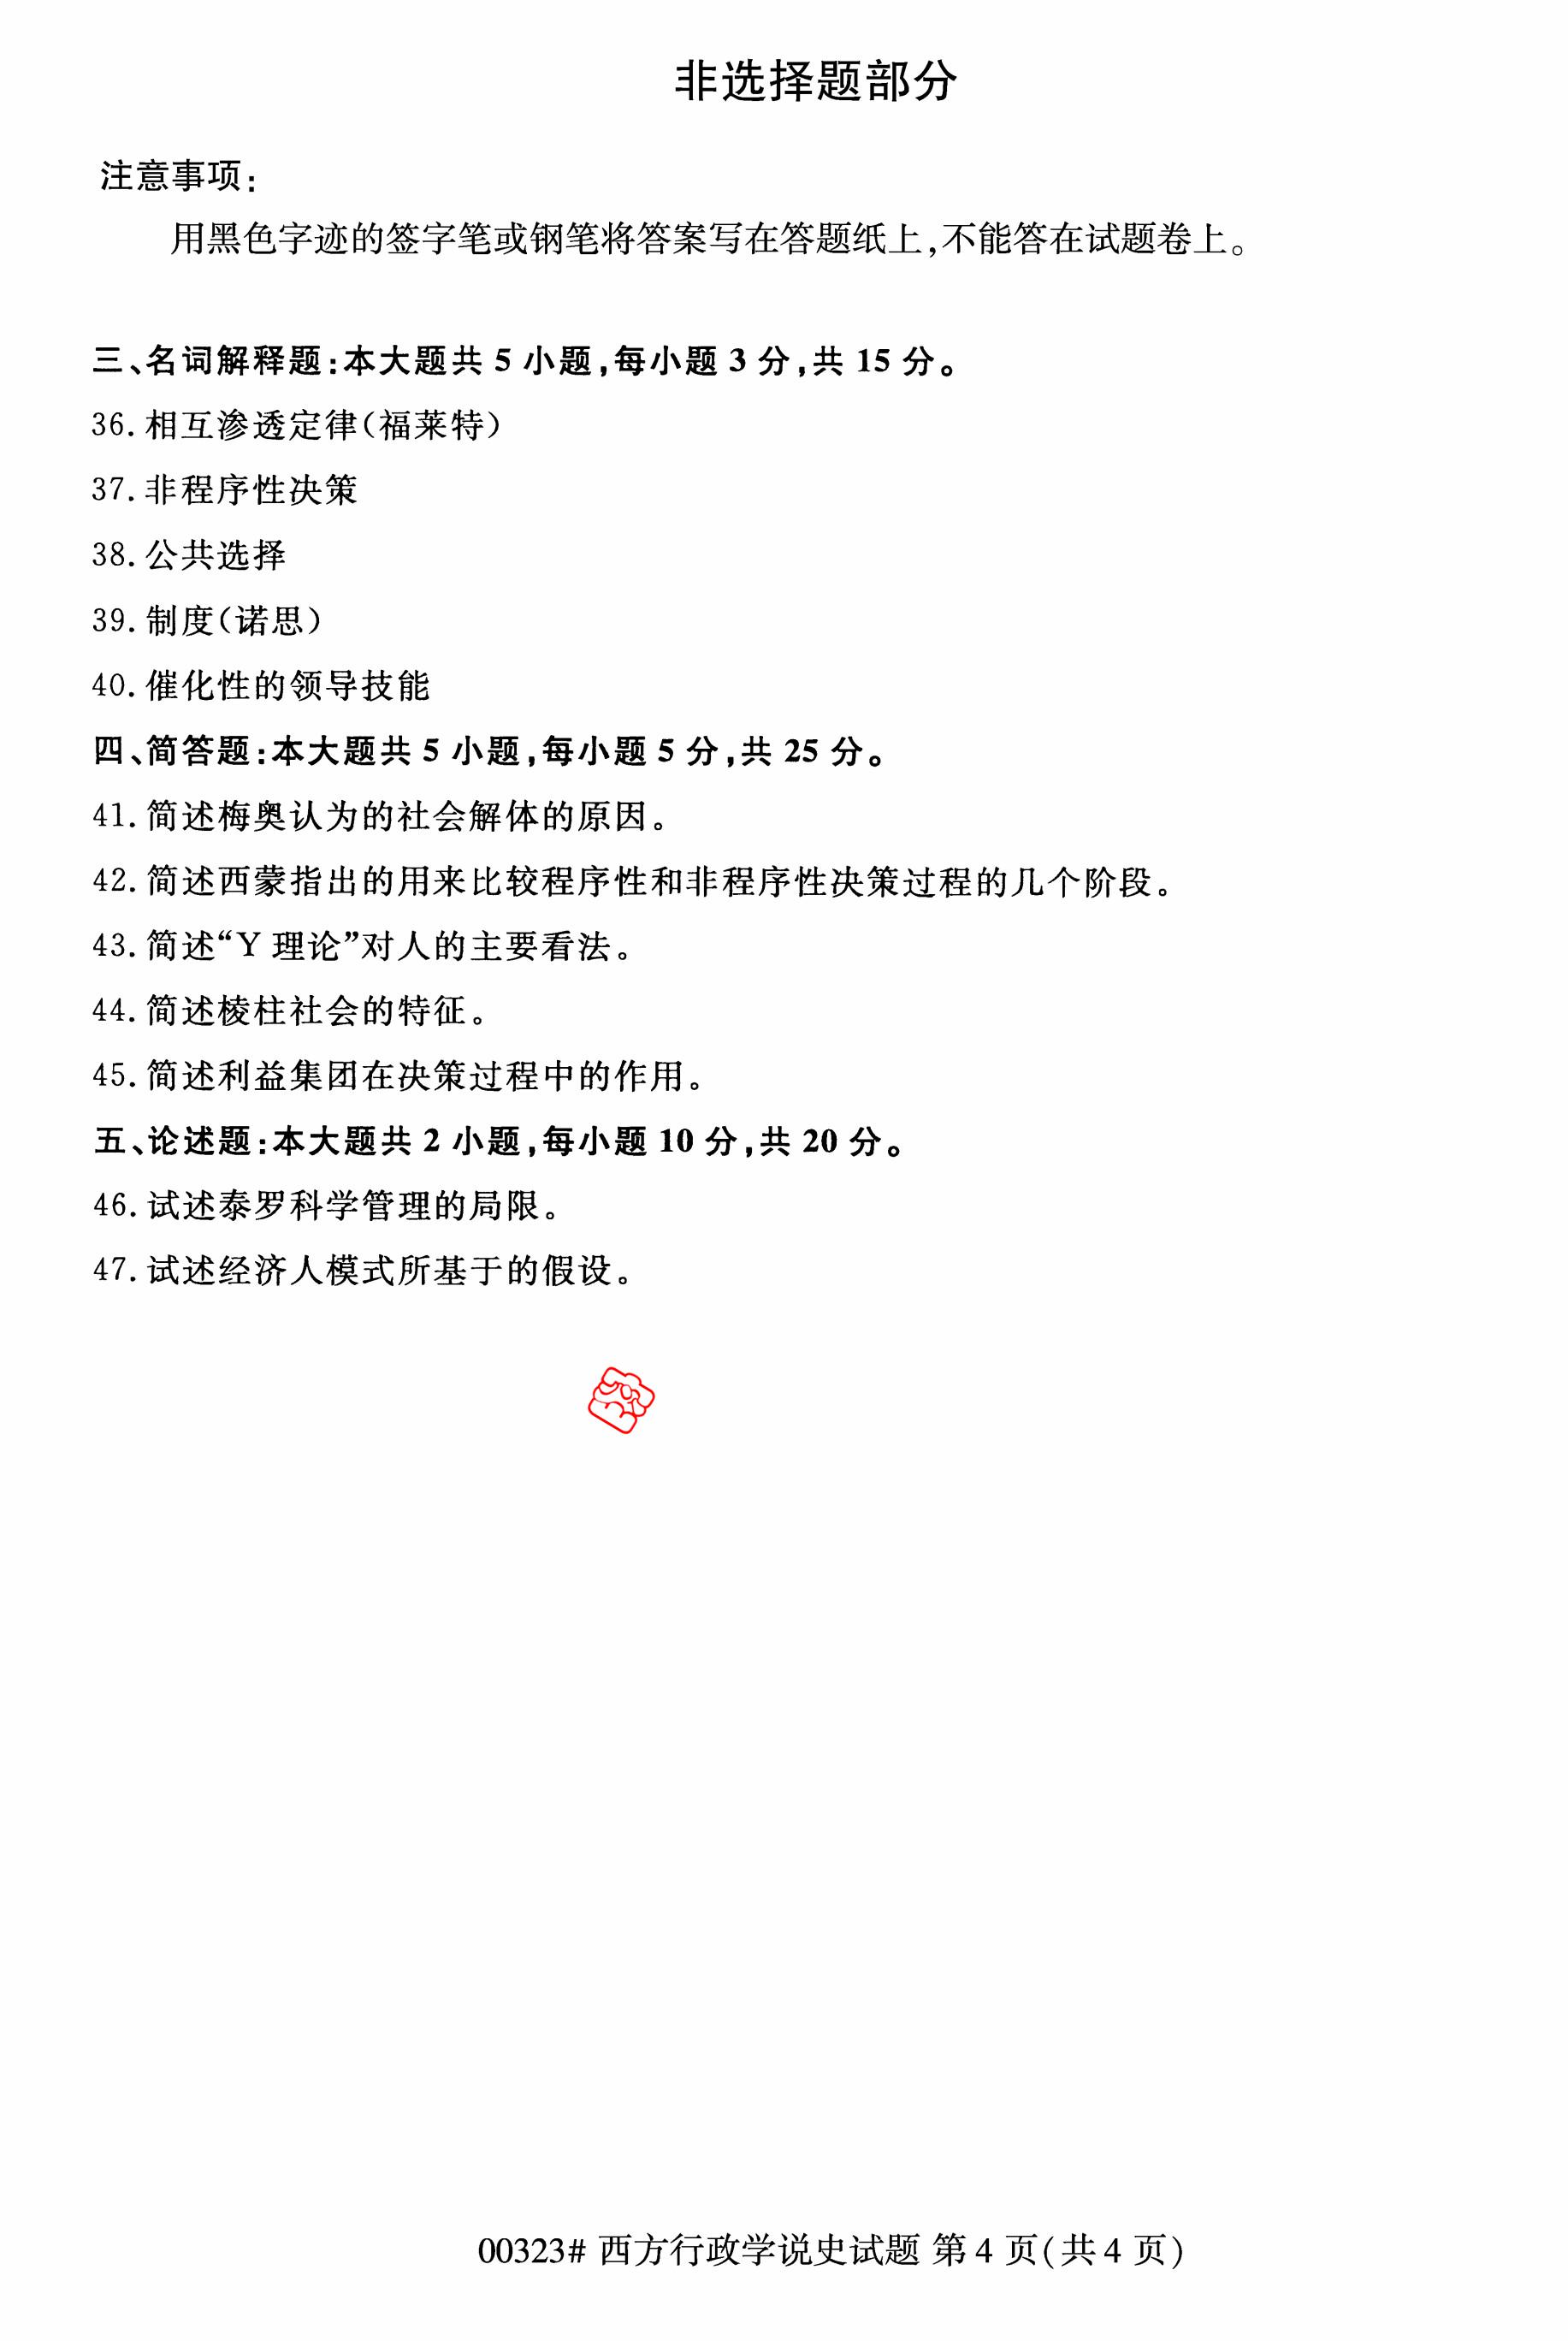 非选择题部分
注意事项:
用黑色字迹的签字笔或钢笔将答案写在答题纸上,不能答在试题卷上。
三、名词解释题:本大题共 5 小题,每小题 3 分,共 15 分。
36. 相互渗透定律(福莱特)
37. 非程序性决策
38. 公共选择
39. 制度(诺思)
40. 催化性的领导技能
四、简答题:本大题共 5 小题,每小题 5 分,共 25 分。
41. 简述梅奥认为的社会解体的原因。
42. 简述西蒙指出的用来比较程序性和非程序性决策过程的几个阶段。
43. 简述“Y 理论”对人的主要看法。
44. 简述棱柱社会的特征。
45. 简述利益集团在决策过程中的作用。
五、论述题:本大题共 2 小题,每小题 10 分,共 20 分。
46. 试述泰罗科学管理的局限。
47. 试述经济人模式所基于的假设。
00323# 西方行政学说史试题 第 4 页(共 4 页)